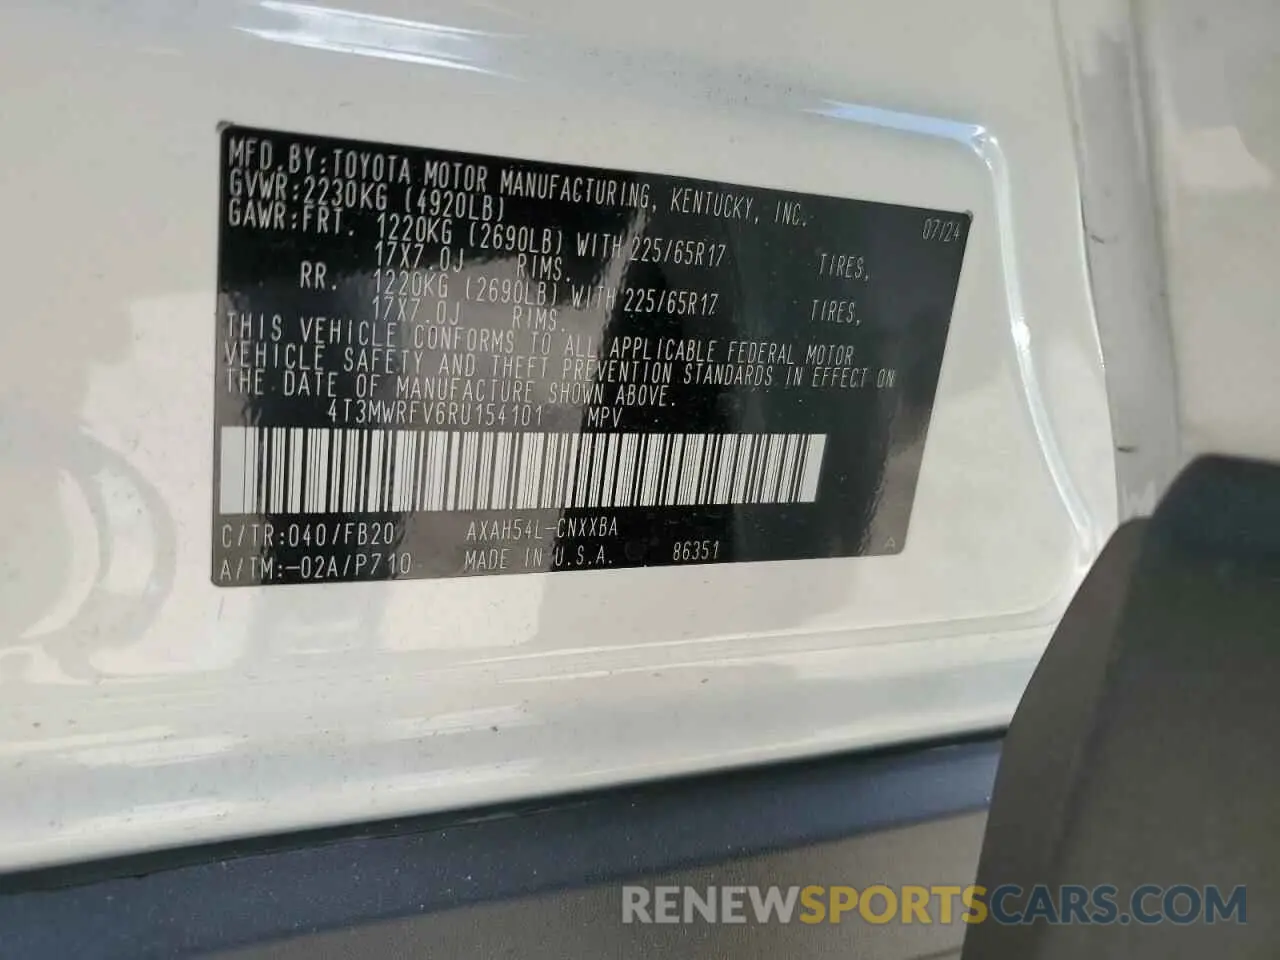 MFD.BY:TOYOTA MOTOR MANUFACTURING, KENTUCKY, INC. 07/24
GVWR:2230KG (4920LB)
GAWR:FRT. 1220KG (2690LB) WITH 225/65R17 TIRES,
17X7.0J RIMS.
RR. 1220KG (2690LB) WITH 225/65R17 TIRES,
17X7.0J RIMS.
THIS VEHICLE CONFORMS TO ALL APPLICABLE FEDERAL MOTOR
VEHICLE SAFETY AND THEFT PREVENTION STANDARDS IN EFFECT ON
THE DATE OF MANUFACTURE SHOWN ABOVE.
4T3MWRFV6RU154101 MPV
C/TR:040/FB20 AXAH54L-CNXXBA
A/TM:-02A/P710 MADE IN U.S.A. 86351 A
RENEWSPORTSCARS.COM